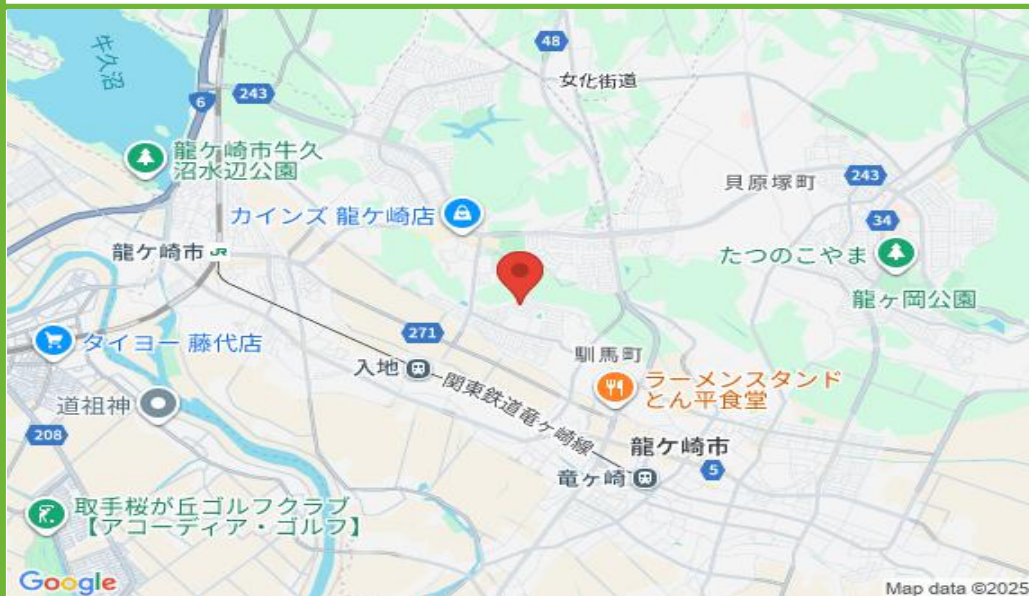 牛久沼
48
女化街道
6
243
龍ケ崎市牛久
沼水辺公園
貝原塚町
243
カインズ 龍ケ崎店
34
龍ケ崎市
JR
たつのこやま
龍ヶ岡公園
271
タイヨー 藤代店
馴馬町
入地
関東鉄道竜ヶ崎線
ラーメンスタンド
とん平食堂
道祖神
208
龍ケ崎市
竜ヶ崎
5
取手桜が丘ゴルフクラブ
【アコーディア・ゴルフ】
Google
Map data ©2025